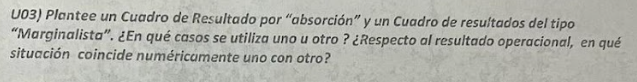 U03) Plantee un Cuadro de Resultado por “absorción” y un Cuadro de resultados del tipo
“Marginalista”. ¿En qué casos se utiliza uno u otro ? ¿Respecto al resultado operacional, en qué
situación coincide numéricamente uno con otro?